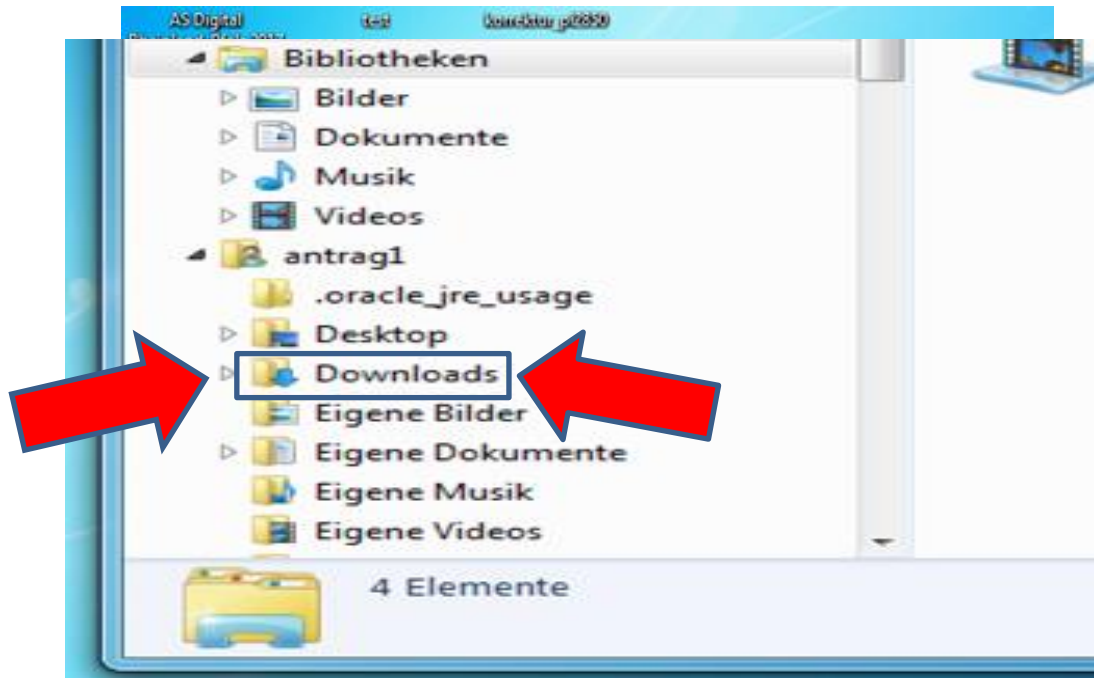 AS Digital test korrektur_pl2850
Bibliotheken
Bilder
Dokumente
Musik
Videos
antrag1
.oracle_jre_usage
Desktop
Downloads
Eigene Bilder
Eigene Dokumente
Eigene Musik
Eigene Videos
4 Elemente